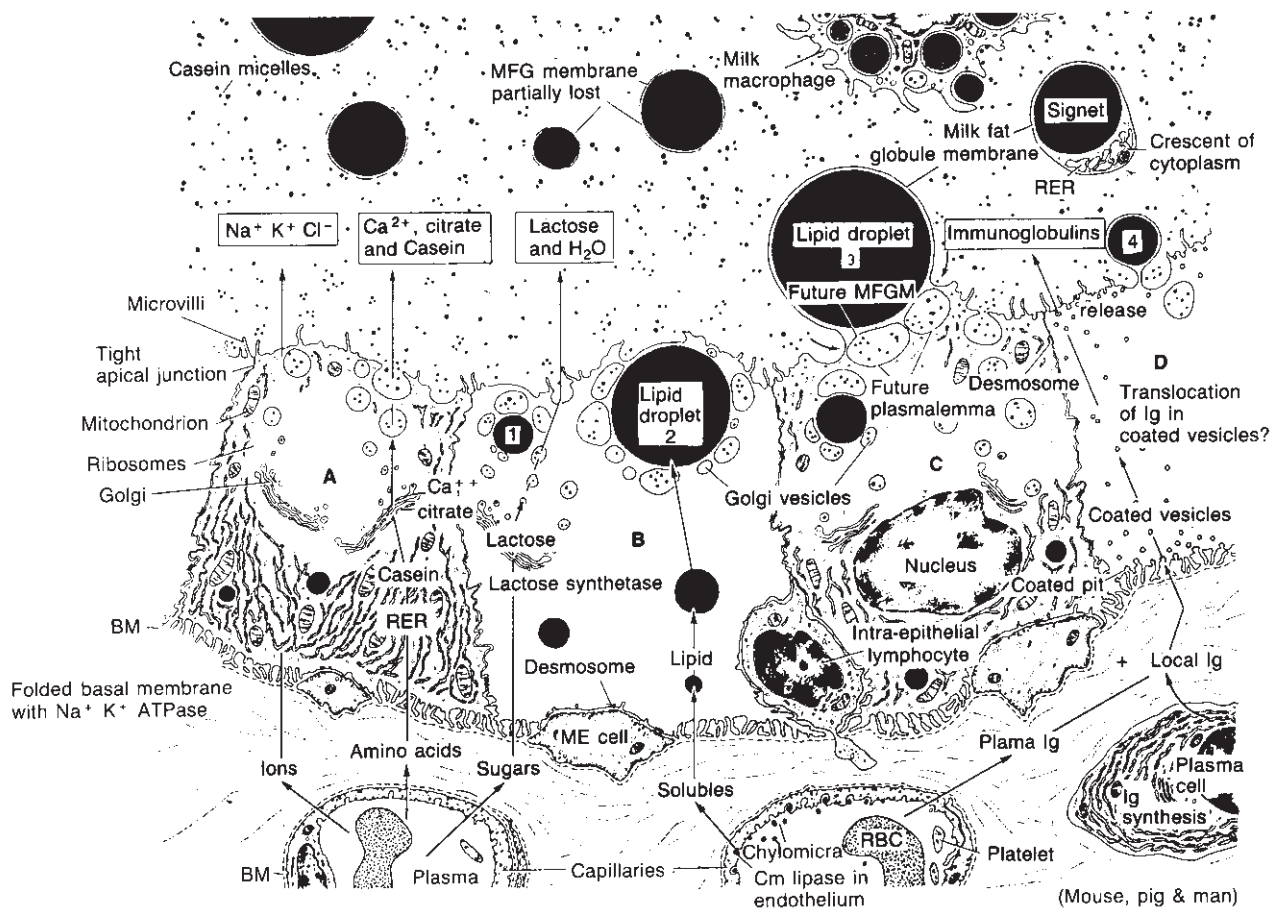 Casein micelles
MFG membrane
partially lost
Milk
macrophage
Signet
Milk fat
globule membrane
Crescent of
cytoplasm
RER
Na⁺ K⁺ Cl⁻
Ca²⁺, citrate
and Casein
Lactose
and H₂O
Lipid droplet
3
Future MFGM
Immunoglobulins
4
Microvilli
release
Tight
apical junction
D
Lipid
droplet
2
Future
plasmalemma
Desmosome
Translocation
of Ig in
coated vesicles?
Mitochondrion
1
Ribosomes
A
C
Golgi
Ca⁺⁺
citrate
Golgi vesicles
Lactose
B
Coated vesicles
Nucleus
Casein
Lactose synthetase
Coated pit
RER
BM
Intra-epithelial
lymphocyte
Desmosome
Lipid
+ Local Ig
Folded basal membrane
with Na⁺ K⁺ ATPase
ME cell
Plama Ig
Ions
Amino acids
Sugars
Solubles
Plasma
cell
Ig
synthesis
Chylomicra
RBC
Platelet
BM
Plasma
Capillaries
Cm lipase in
endothelium
(Mouse, pig & man)